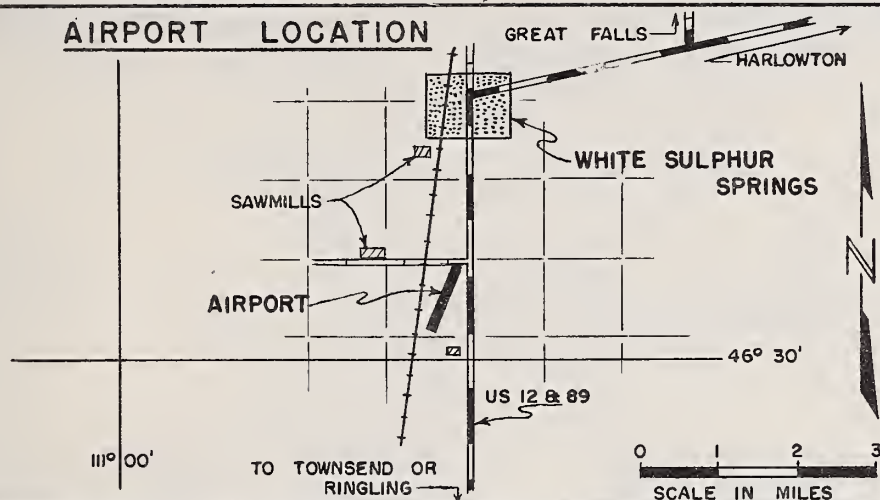 AIRPORT LOCATION
GREAT FALLS
HARLOWTON
WHITE SULPHUR
SPRINGS
SAWMILLS
N
AIRPORT
46° 30'
US 12 & 89
111° 00'
TO TOWNSEND OR
RINGLING
0 1 2 3
SCALE IN MILES